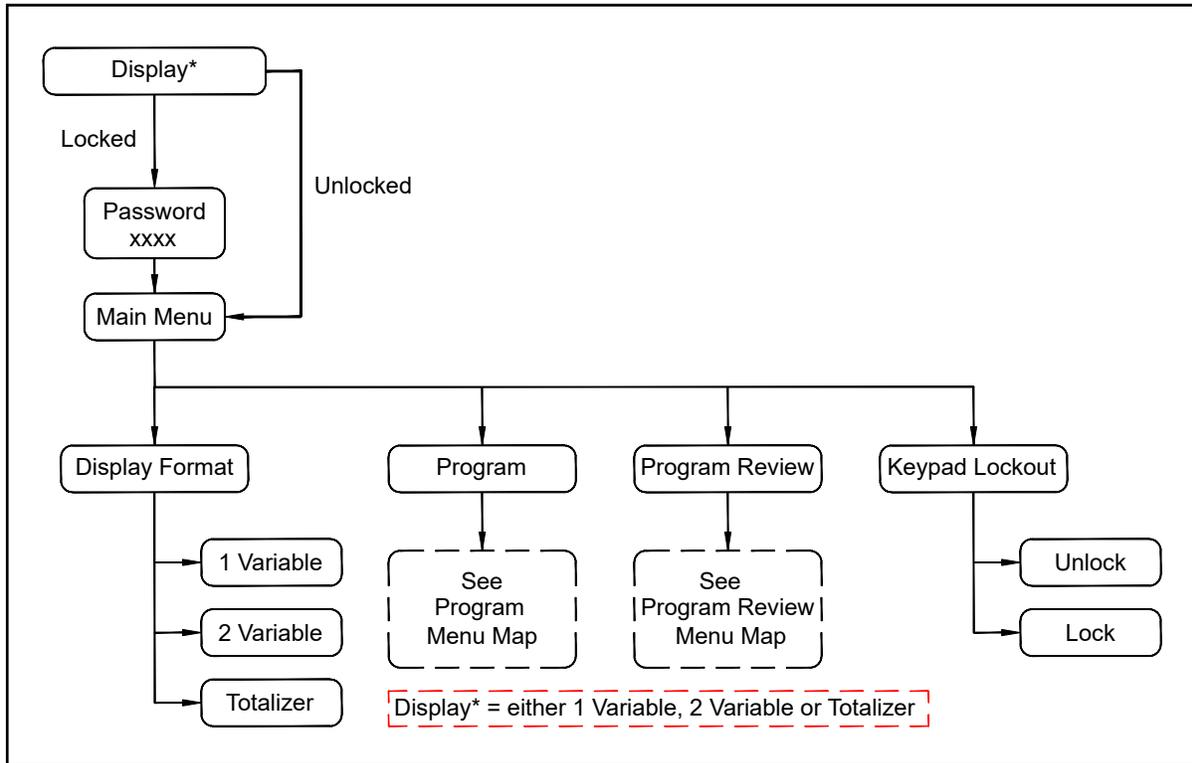 Display*
Locked
Unlocked
Password
xxxx
Main Menu
Display Format
Program
Program Review
Keypad Lockout
1 Variable
2 Variable
Totalizer
See
Program
Menu Map
See
Program Review
Menu Map
Unlock
Lock
Display* = either 1 Variable, 2 Variable or Totalizer